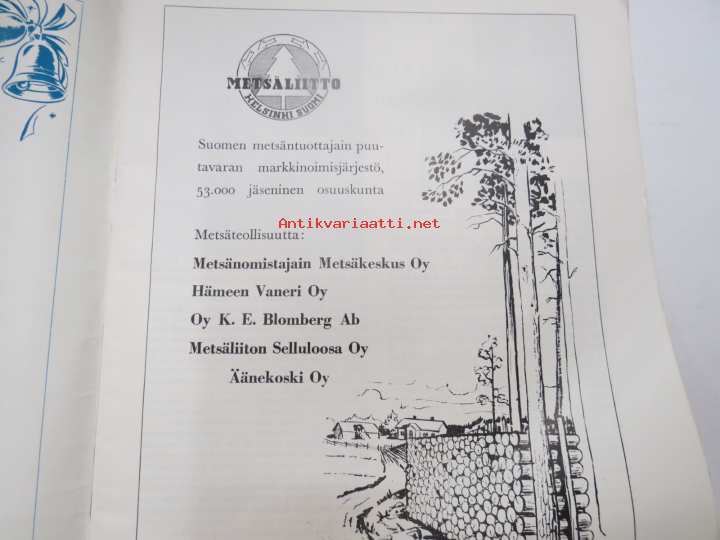 METSÄLIITTO
HELSINKI SUOMI
Suomen metsäntuottajain puu-
tavaran markkinoimisjärjestö,
53.000 jäseninen osuuskunta
Antikvariaatti.net
Metsäteollisuutta:
Metsänomistajain Metsäkeskus Oy
Hämeen Vaneri Oy
Oy K. E. Blomberg Ab
Metsäliiton Selluloosa Oy
Äänekoski Oy